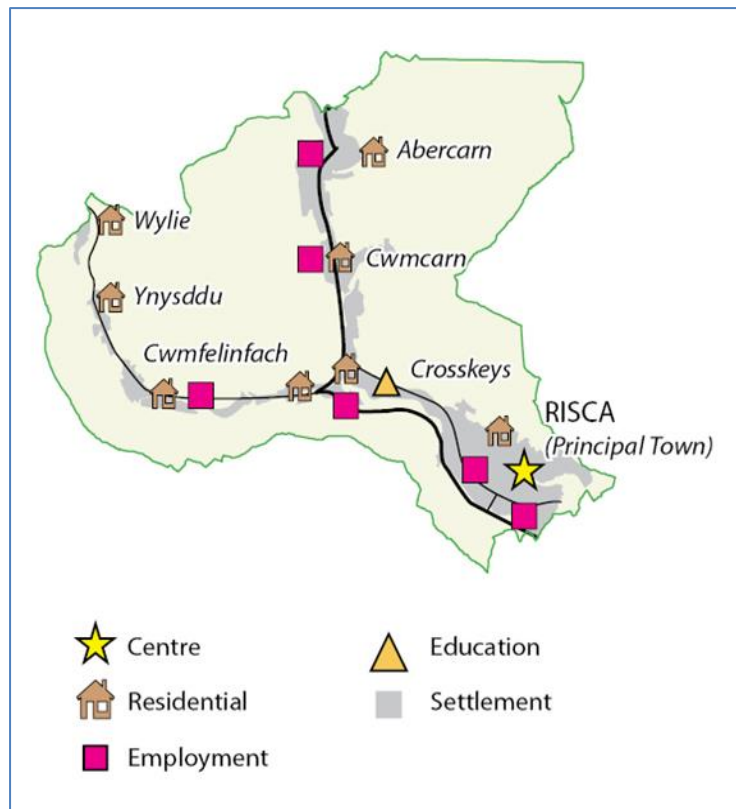 Abercarn
Wylie
Cwmcarn
Ynysddu
Cwmfelinfach
Crosskeys
RISCA
(Principal Town)
Centre
Education
Residential
Settlement
Employment